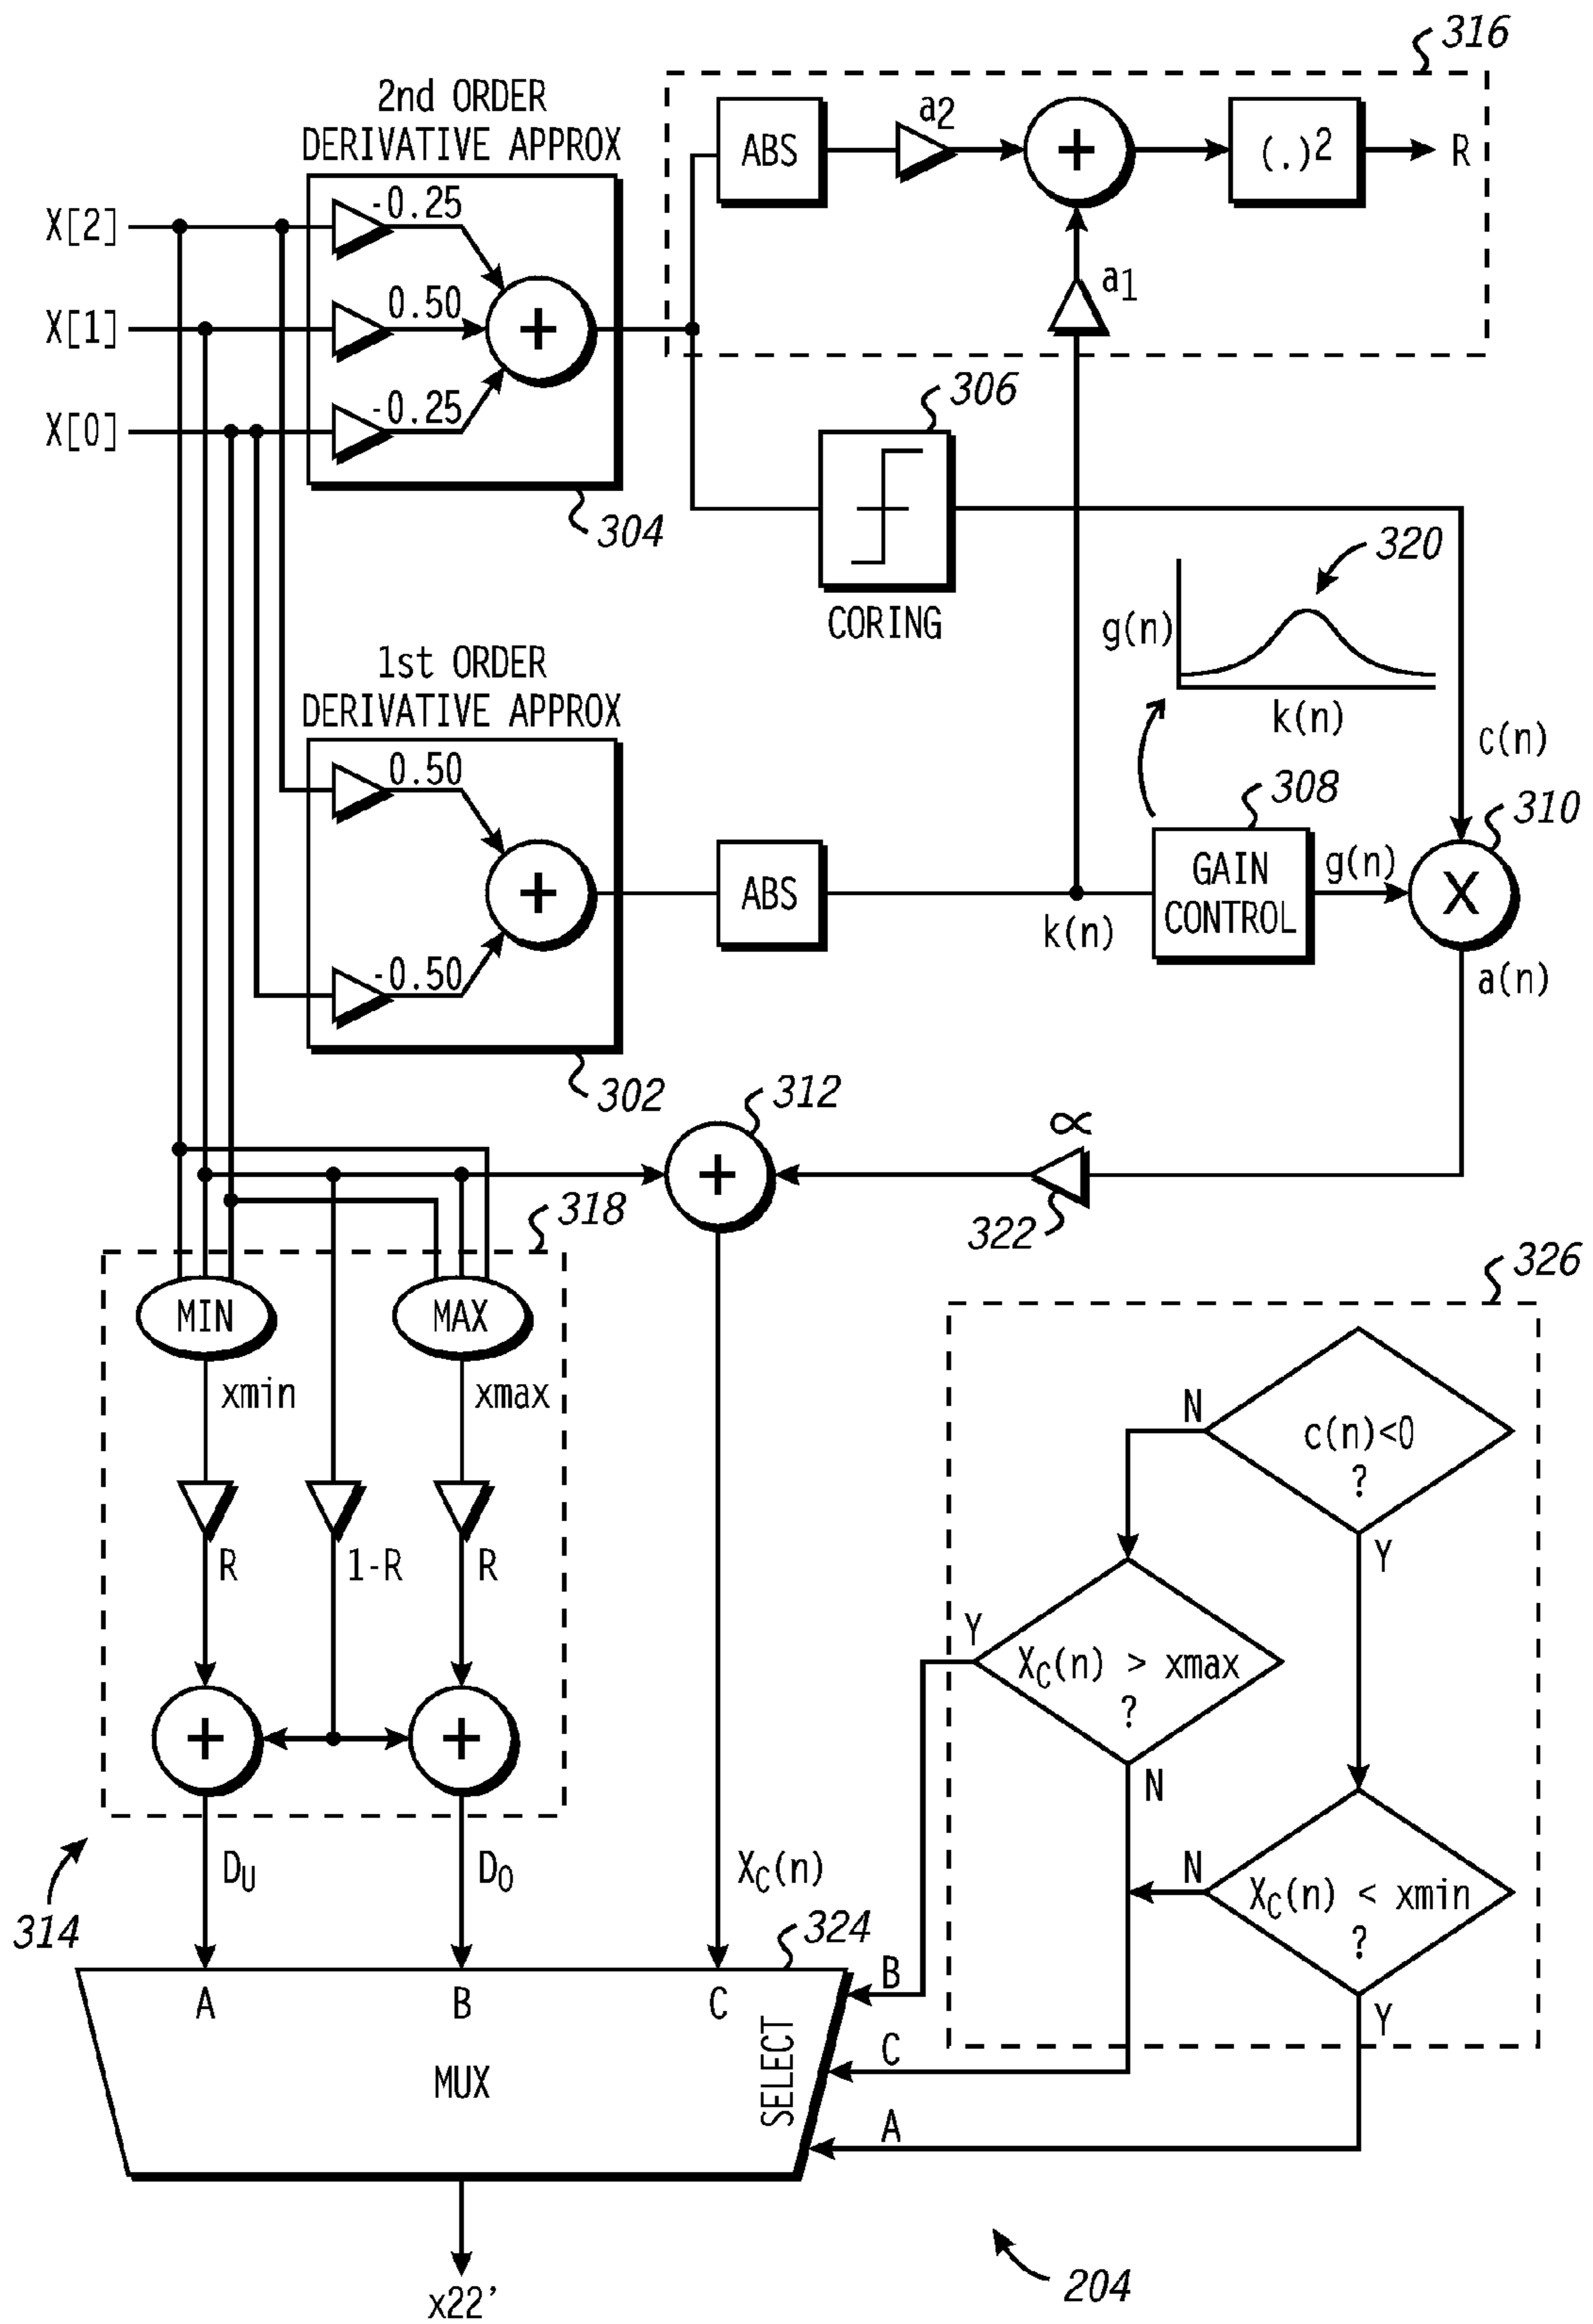 316
2nd ORDER
DERIVATIVE APPROX
X[2]
X[1]
X[0]
-0.25
0.50
-0.25
+
304
ABS
a2
+
(.)2
R
a1
306
CORING
320
g(n)
k(n)
c(n)
1st ORDER
DERIVATIVE APPROX
0.50
-0.50
+
302
ABS
k(n)
308
GAIN
CONTROL
g(n)
310
X
a(n)
312
+
∝
322
318
MIN
MAX
xmin
xmax
R
1-R
R
+
+
DU
DO
XC(n)
314
326
c(n)<0
?
N
Y
XC(n) > xmax
?
Y
N
XC(n) < xmin
?
N
Y
324
A
B
C
MUX
SELECT
B
C
A
x22'
204